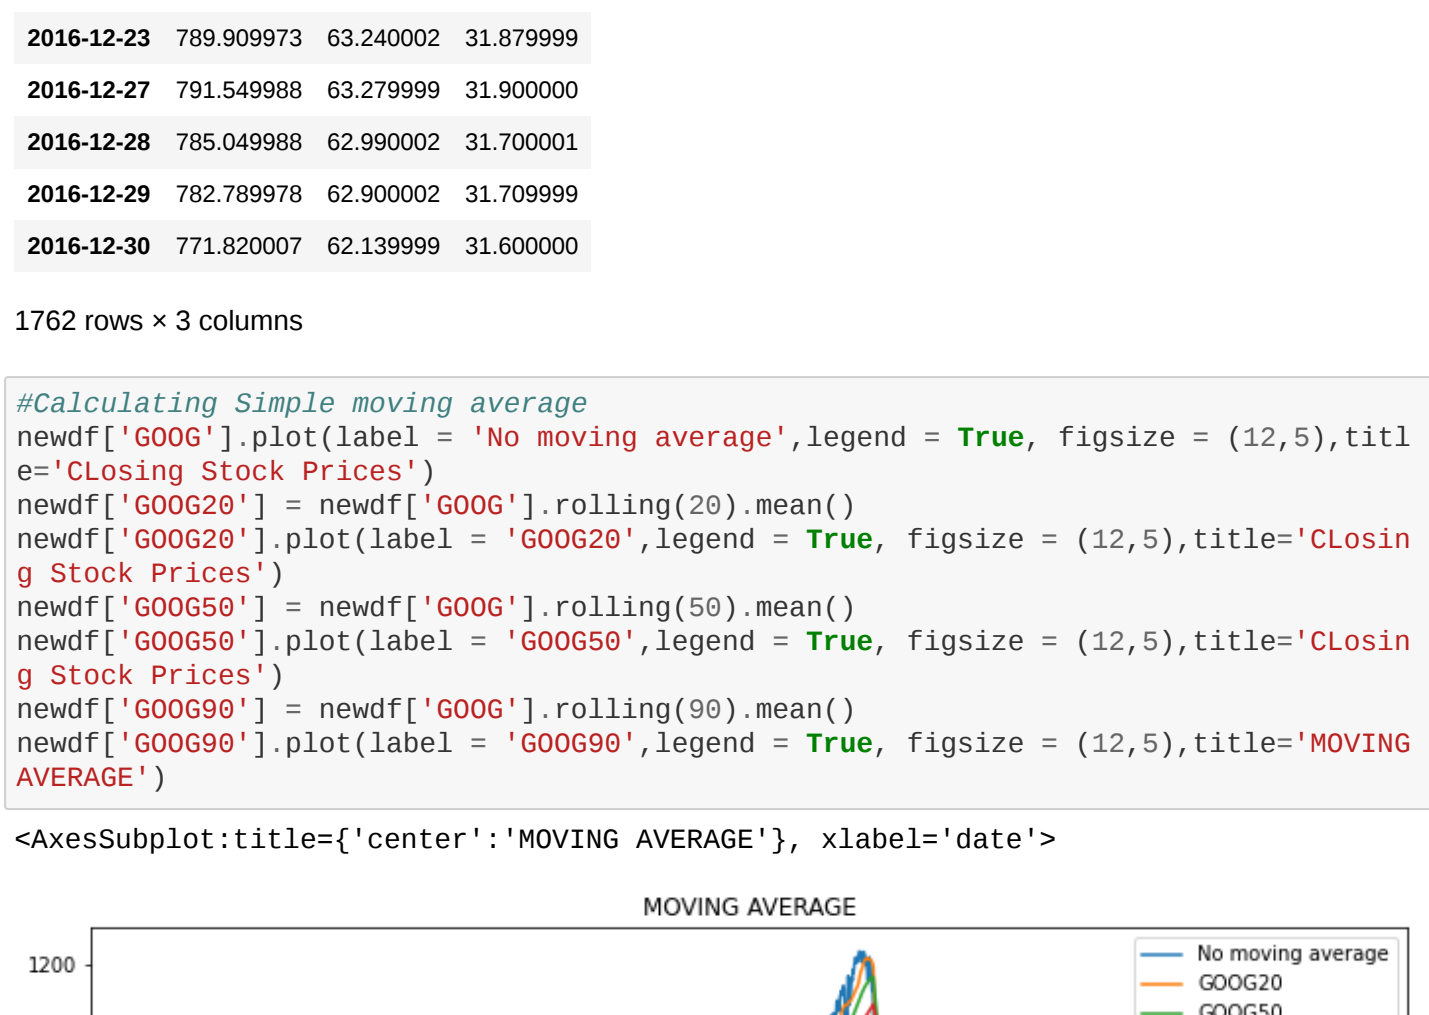 2016-12-23 789.909973 63.240002 31.879999
2016-12-27 791.549988 63.279999 31.900000
2016-12-28 785.049988 62.990002 31.700001
2016-12-29 782.789978 62.900002 31.709999
2016-12-30 771.820007 62.139999 31.600000
1762 rows × 3 columns
#Calculating Simple moving average
newdf['GOOG'].plot(label = 'No moving average',legend = True, figsize = (12,5),titl
e='CLosing Stock Prices')
newdf['GOOG20'] = newdf['GOOG'].rolling(20).mean()
newdf['GOOG20'].plot(label = 'GOOG20',legend = True, figsize = (12,5),title='CLosin
g Stock Prices')
newdf['GOOG50'] = newdf['GOOG'].rolling(50).mean()
newdf['GOOG50'].plot(label = 'GOOG50',legend = True, figsize = (12,5),title='CLosin
g Stock Prices')
newdf['GOOG90'] = newdf['GOOG'].rolling(90).mean()
newdf['GOOG90'].plot(label = 'GOOG90',legend = True, figsize = (12,5),title='MOVING
AVERAGE')
<AxesSubplot:title={'center':'MOVING AVERAGE'}, xlabel='date'>
MOVING AVERAGE
1200
No moving average
GOOG20
GOOG50